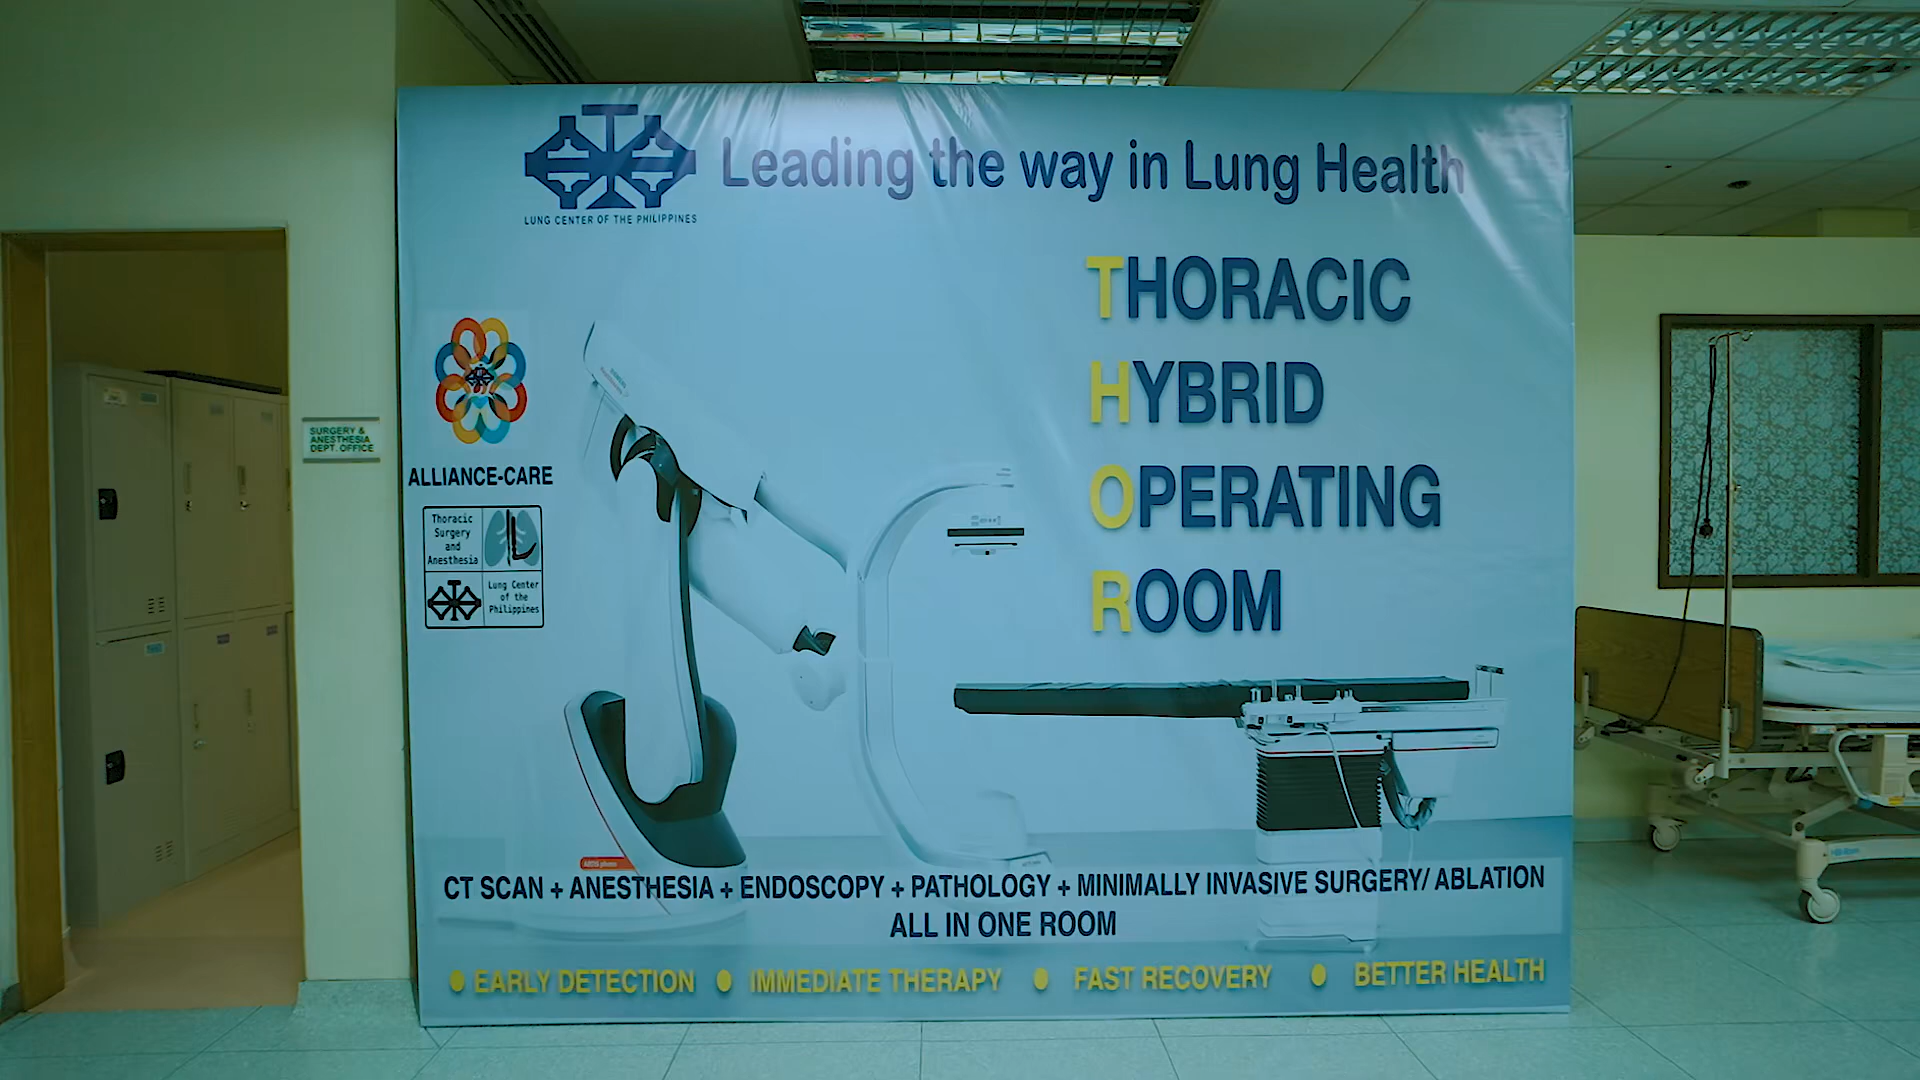 Leading the way in Lung Health
LUNG CENTER OF THE PHILIPPINES
THORACIC
HYBRID
OPERATING
ROOM
SURGERY &
ANESTHESIA
DEPT. OFFICE
ALLIANCE-CARE
Thoracic
Surgery
and
Anesthesia
Lung Center
of the
Philippines
CT SCAN + ANESTHESIA + ENDOSCOPY + PATHOLOGY + MINIMALLY INVASIVE SURGERY/ ABLATION
ALL IN ONE ROOM
EARLY DETECTION
IMMEDIATE THERAPY
FAST RECOVERY
BETTER HEALTH